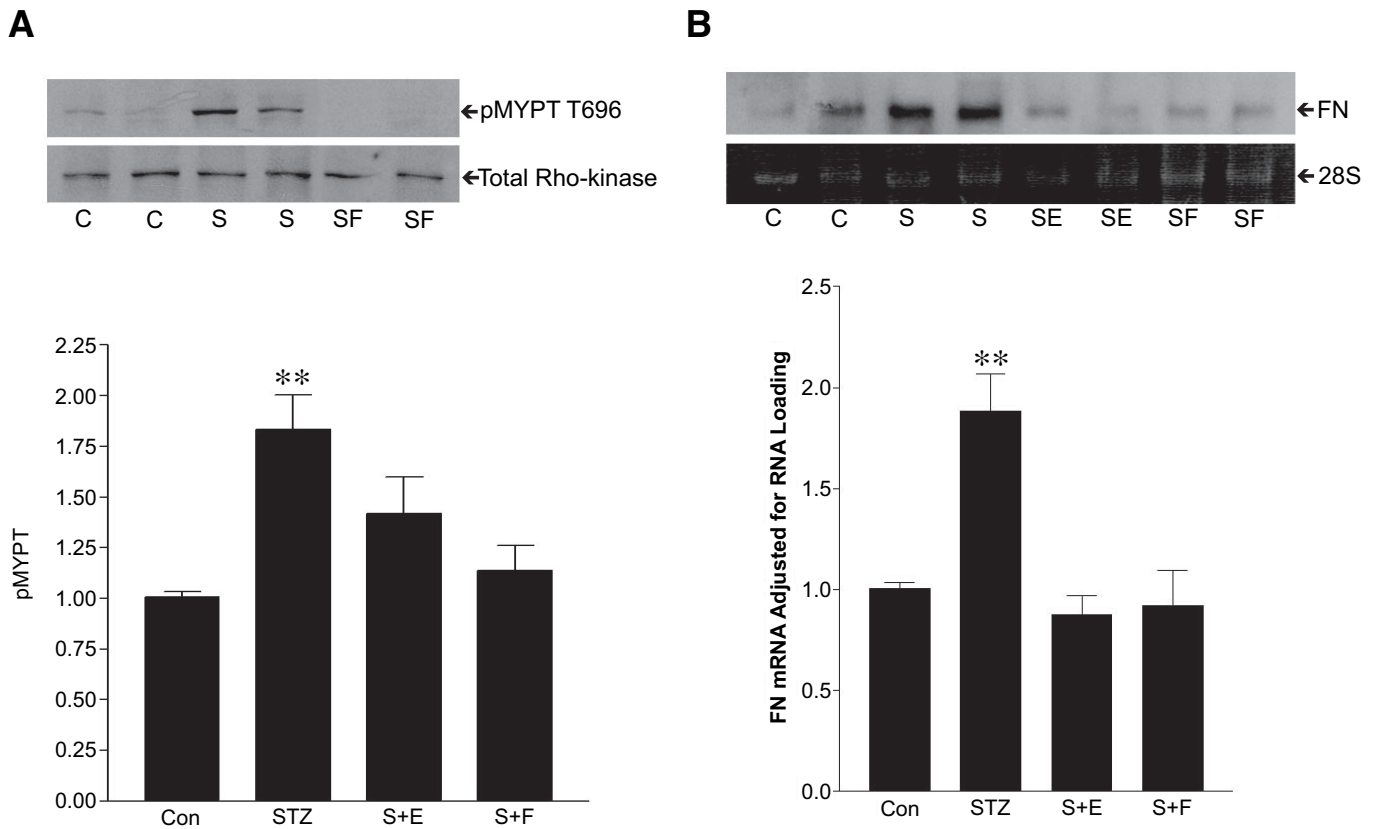 A
pMYPT T696
Total Rho-kinase
C C S S SF SF
2.25
2.00
1.75
1.50
1.25
1.00
0.75
0.50
0.25
0.00
pMYPT
**
Con STZ S+E S+F
B
FN
28S
C C S S SE SE SF SF
2.5
2.0
1.5
1.0
0.5
0.0
FN mRNA Adjusted for RNA Loading
**
Con STZ S+E S+F